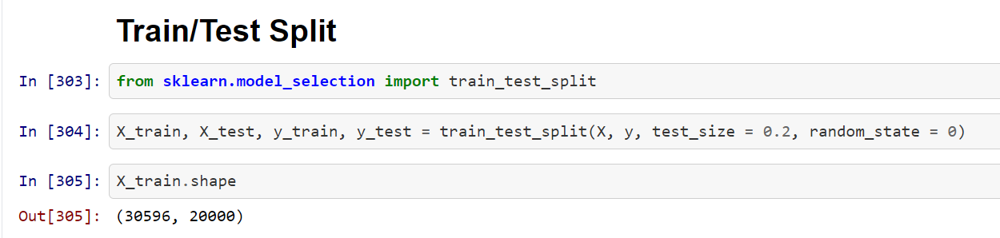 Train/Test Split
In [303]: from sklearn.model_selection import train_test_split
In [304]: X_train, X_test, y_train, y_test = train_test_split(X, y, test_size = 0.2, random_state = 0)
In [305]: X_train.shape
Out[305]: (30596, 20000)